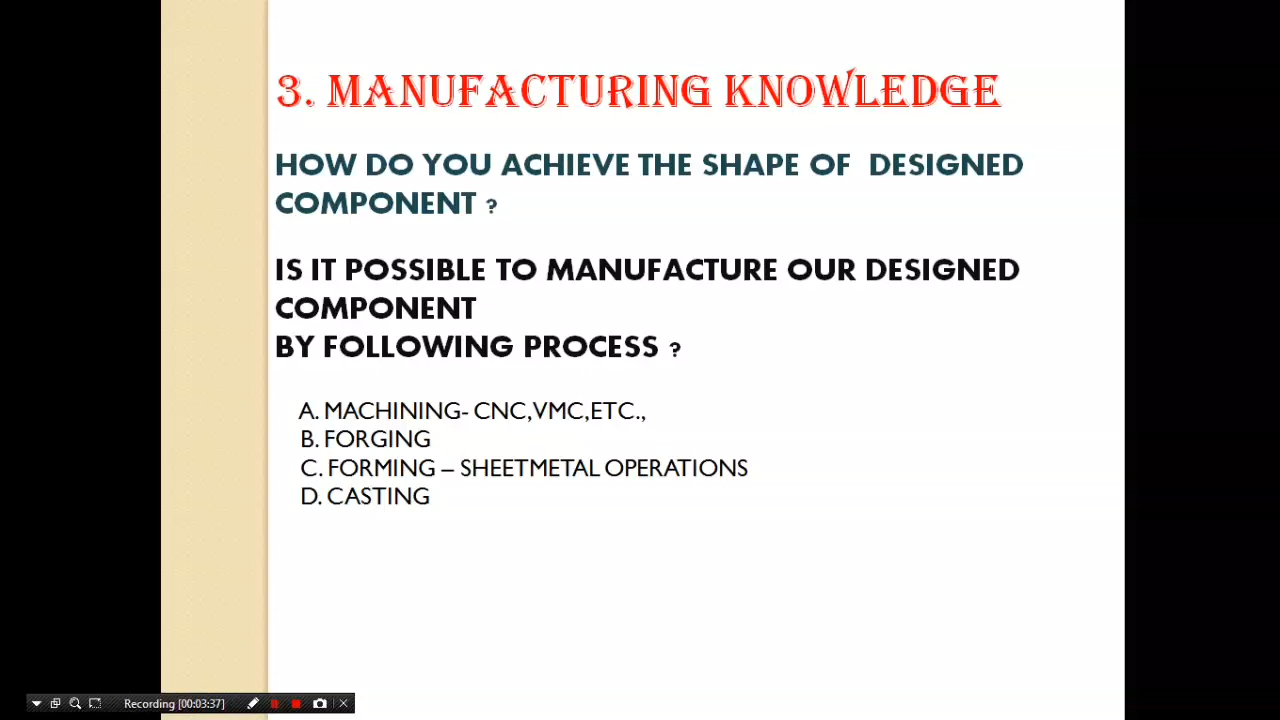 3. MANUFACTURING KNOWLEDGE
HOW DO YOU ACHIEVE THE SHAPE OF DESIGNED
COMPONENT ?
IS IT POSSIBLE TO MANUFACTURE OUR DESIGNED
COMPONENT
BY FOLLOWING PROCESS ?
A. MACHINING- CNC,VMC,ETC.,
B. FORGING
C. FORMING – SHEETMETAL OPERATIONS
D. CASTING
Recording [00:03:37]